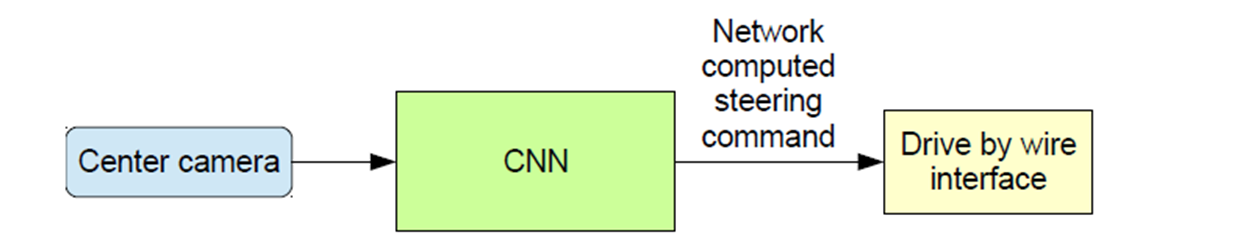 Center camera
CNN
Network
computed
steering
command
Drive by wire
interface